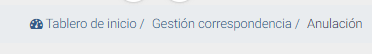 Tablero de inicio / Gestión correspondencia / Anulación